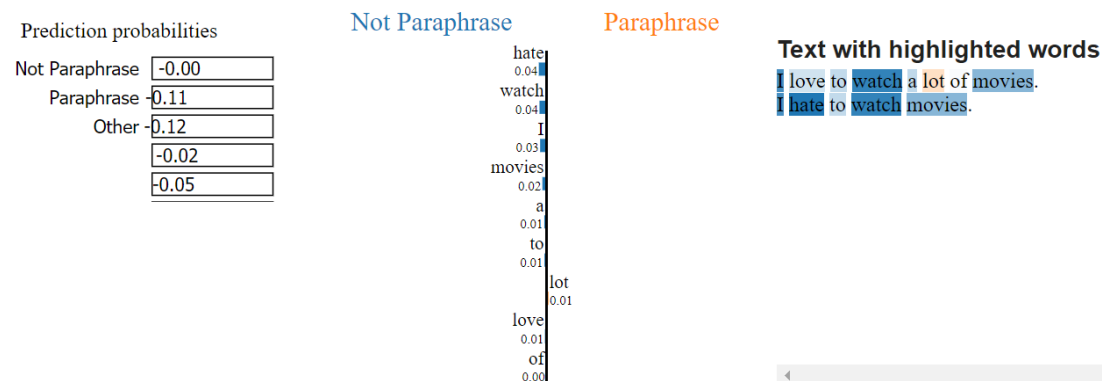 Prediction probabilities
Not Paraphrase -0.00
Paraphrase -0.11
Other -0.12
-0.02
-0.05
Not Paraphrase Paraphrase
hate
0.04
watch
0.04
I
0.03
movies
0.02
a
0.01
to
0.01
lot
0.01
love
0.01
of
0.00
Text with highlighted words
I love to watch a lot of movies.
I hate to watch movies.